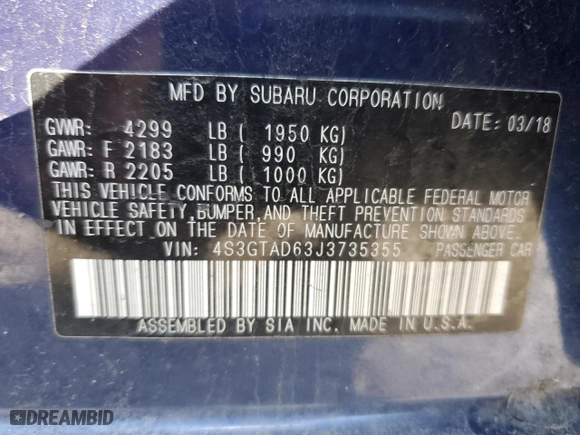 MFD BY SUBARU CORPORATION
DATE: 03/18
GVWR: 4299 LB ( 1950 KG)
GAWR: F 2183 LB ( 990 KG)
GAWR: R 2205 LB ( 1000 KG)
THIS VEHICLE CONFORMS TO ALL APPLICABLE FEDERAL MOTOR
VEHICLE SAFETY, BUMPER, AND THEFT PREVENTION STANDARDS
IN EFFECT ON THE DATE OF MANUFACTURE SHOWN ABOVE.
VIN: 4S3GTAD63J3735355 PASSENGER CAR
ASSEMBLED BY SIA INC. MADE IN U.S.A.
DREAMBID